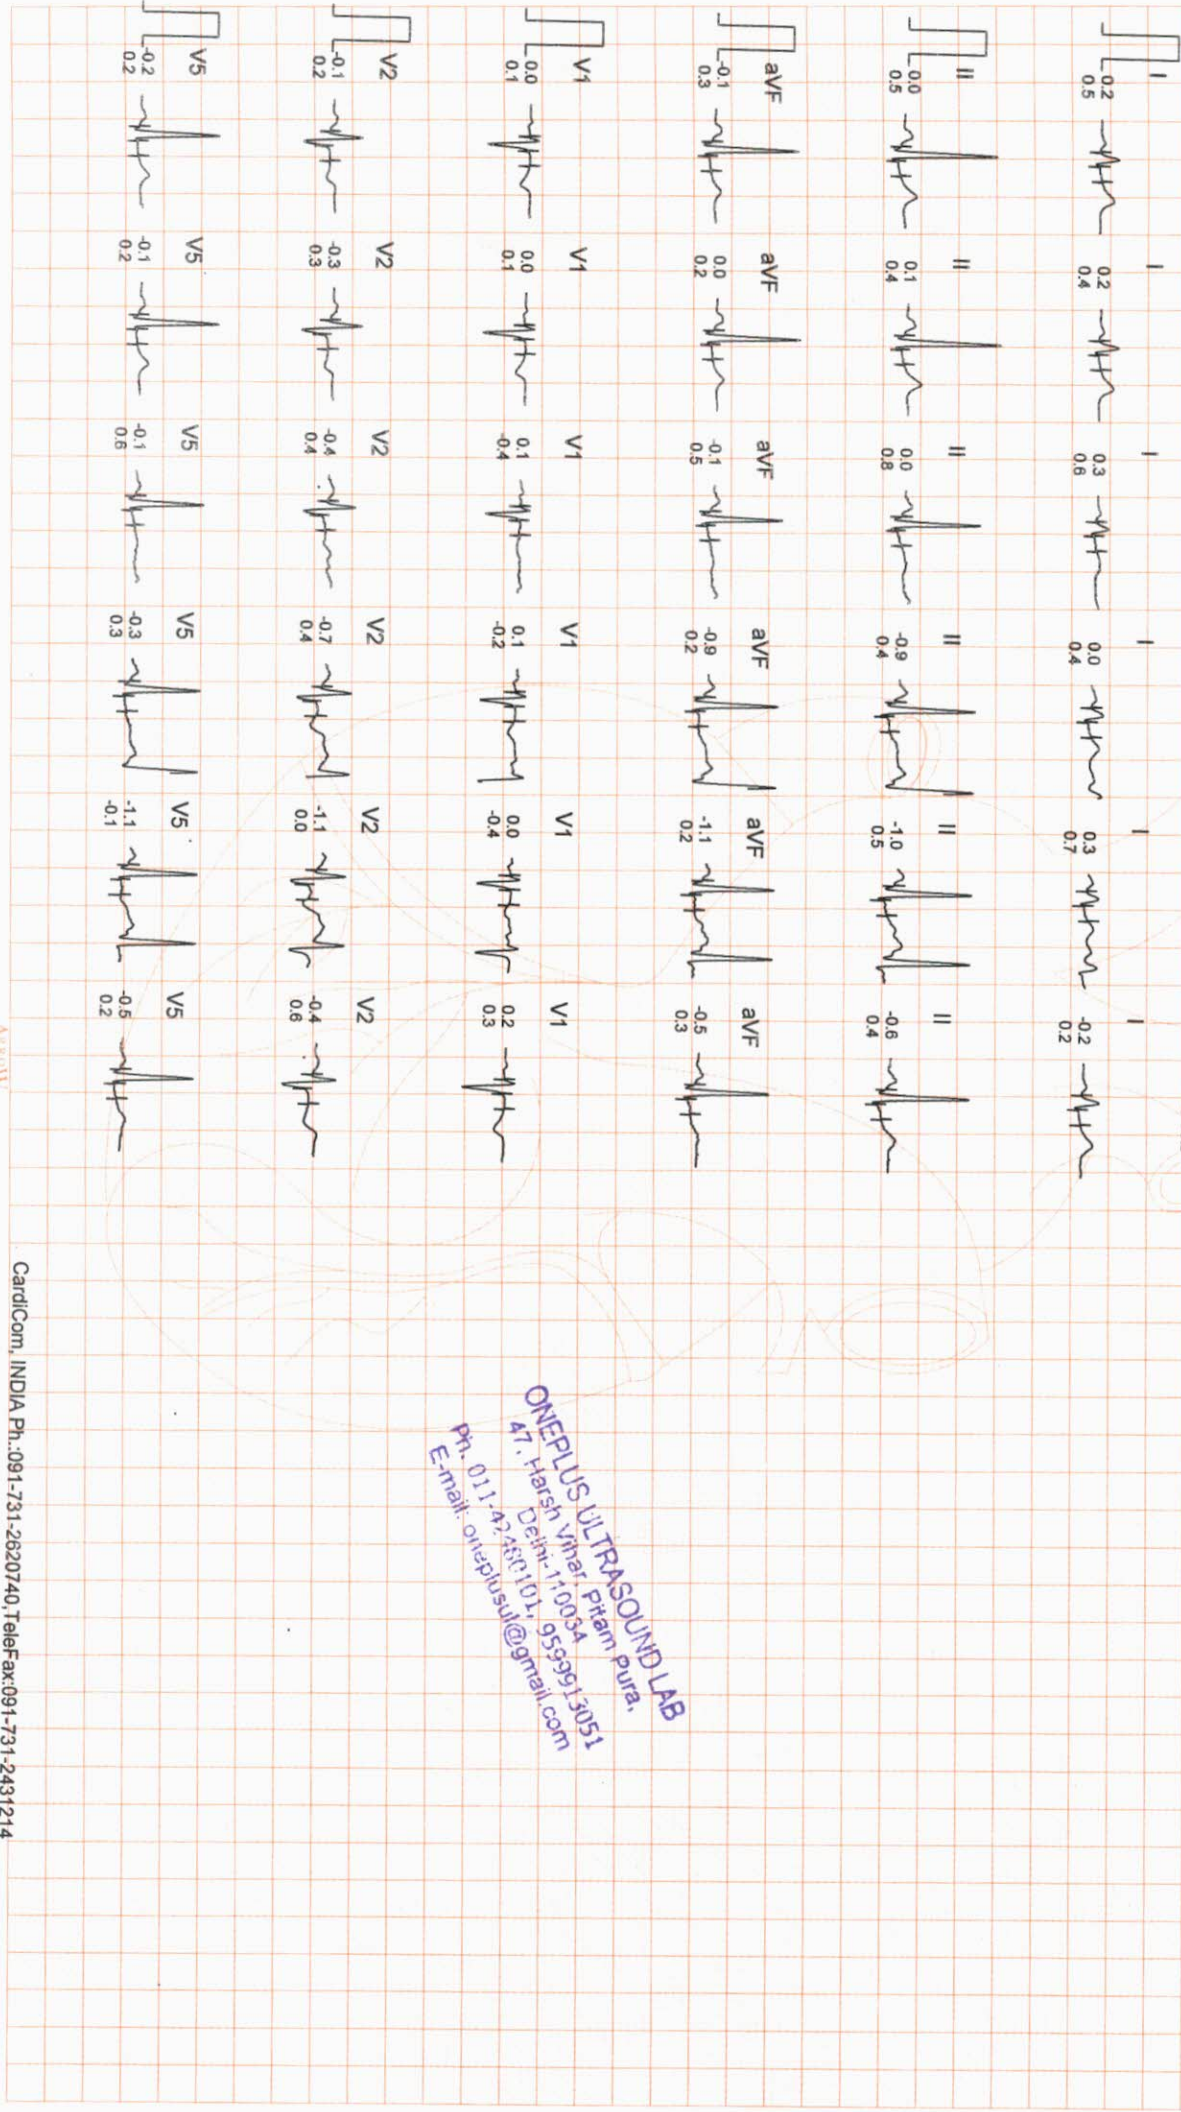 I
0.2
0.5
I
0.2
0.4
I
0.3
0.6
I
0.0
0.4
I
0.3
0.7
I
-0.2
0.2
II
0.0
0.5
II
0.1
0.4
II
0.0
0.8
II
-0.9
0.4
II
-1.0
0.5
II
-0.6
0.4
aVF
-0.1
0.3
aVF
0.0
0.2
aVF
-0.1
0.5
aVF
-0.9
0.2
aVF
-1.1
0.2
aVF
-0.5
0.3
V1
0.0
0.1
V1
0.0
0.1
V1
0.1
-0.4
V1
0.1
-0.2
V1
0.0
-0.4
V1
0.2
0.3
V2
-0.1
0.2
V2
-0.3
0.3
V2
-0.4
0.4
V2
-0.7
0.4
V2
-1.1
0.0
V2
-0.4
0.6
V5
-0.2
0.2
V5
-0.1
0.2
V5
-0.1
0.6
V5
-0.3
0.3
V5
-1.1
-0.1
V5
-0.5
0.2
ONEPLUS ULTRASOUND LAB
47, Harsh Vihar, Pitam Pura,
Delhi-110034
Ph. 011-42460101, 9599913051
E-mail: oneplusul@gmail.com
CardiCom, INDIA Ph.:091-731-2620740,TeleFax:091-731-2431214